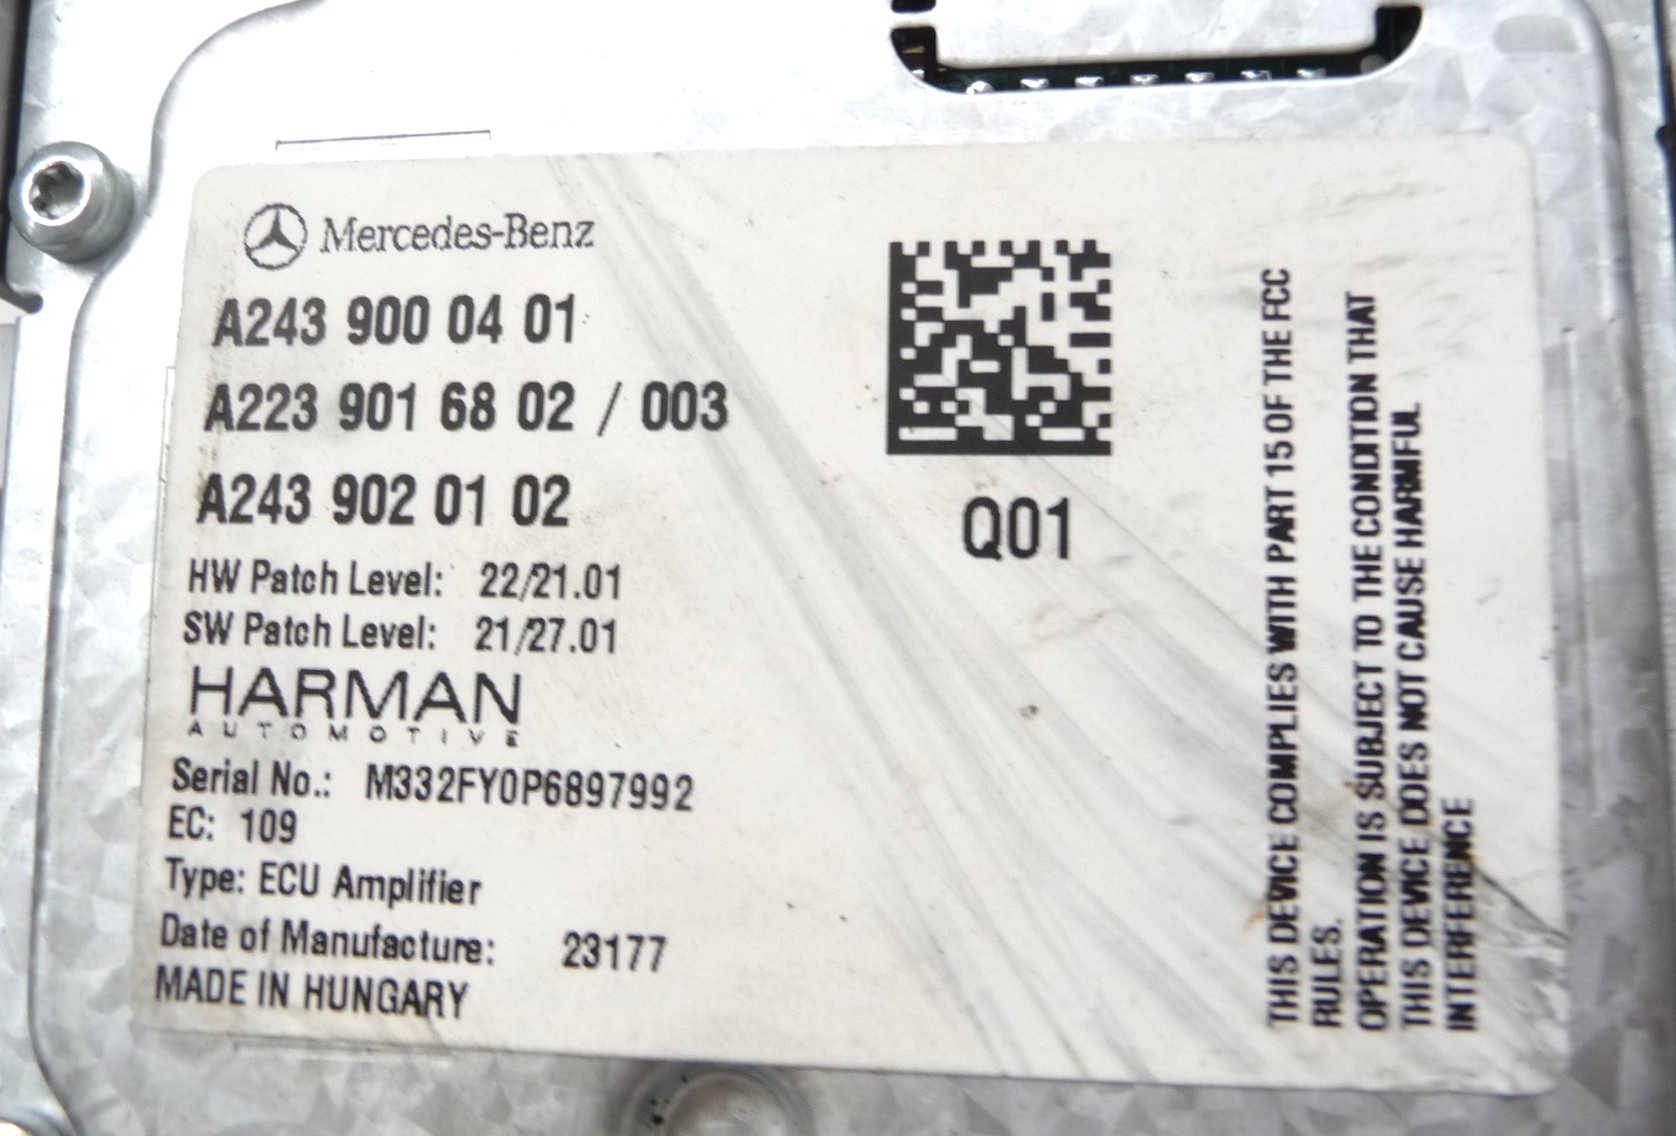 Mercedes-Benz
A243 900 04 01
A223 901 68 02 / 003
A243 902 01 02
HW Patch Level: 22/21.01
SW Patch Level: 21/27.01
HARMAN
AUTOMOTIVE
Serial No.: M332FY0P6897992
EC: 109
Type: ECU Amplifier
Date of Manufacture: 23177
MADE IN HUNGARY
Q01
THIS DEVICE COMPLIES WITH PART 15 OF THE FCC
RULES.
OPERATION IS SUBJECT TO THE CONDITION THAT
THIS DEVICE DOES NOT CAUSE HARMFUL
INTERFERENCE